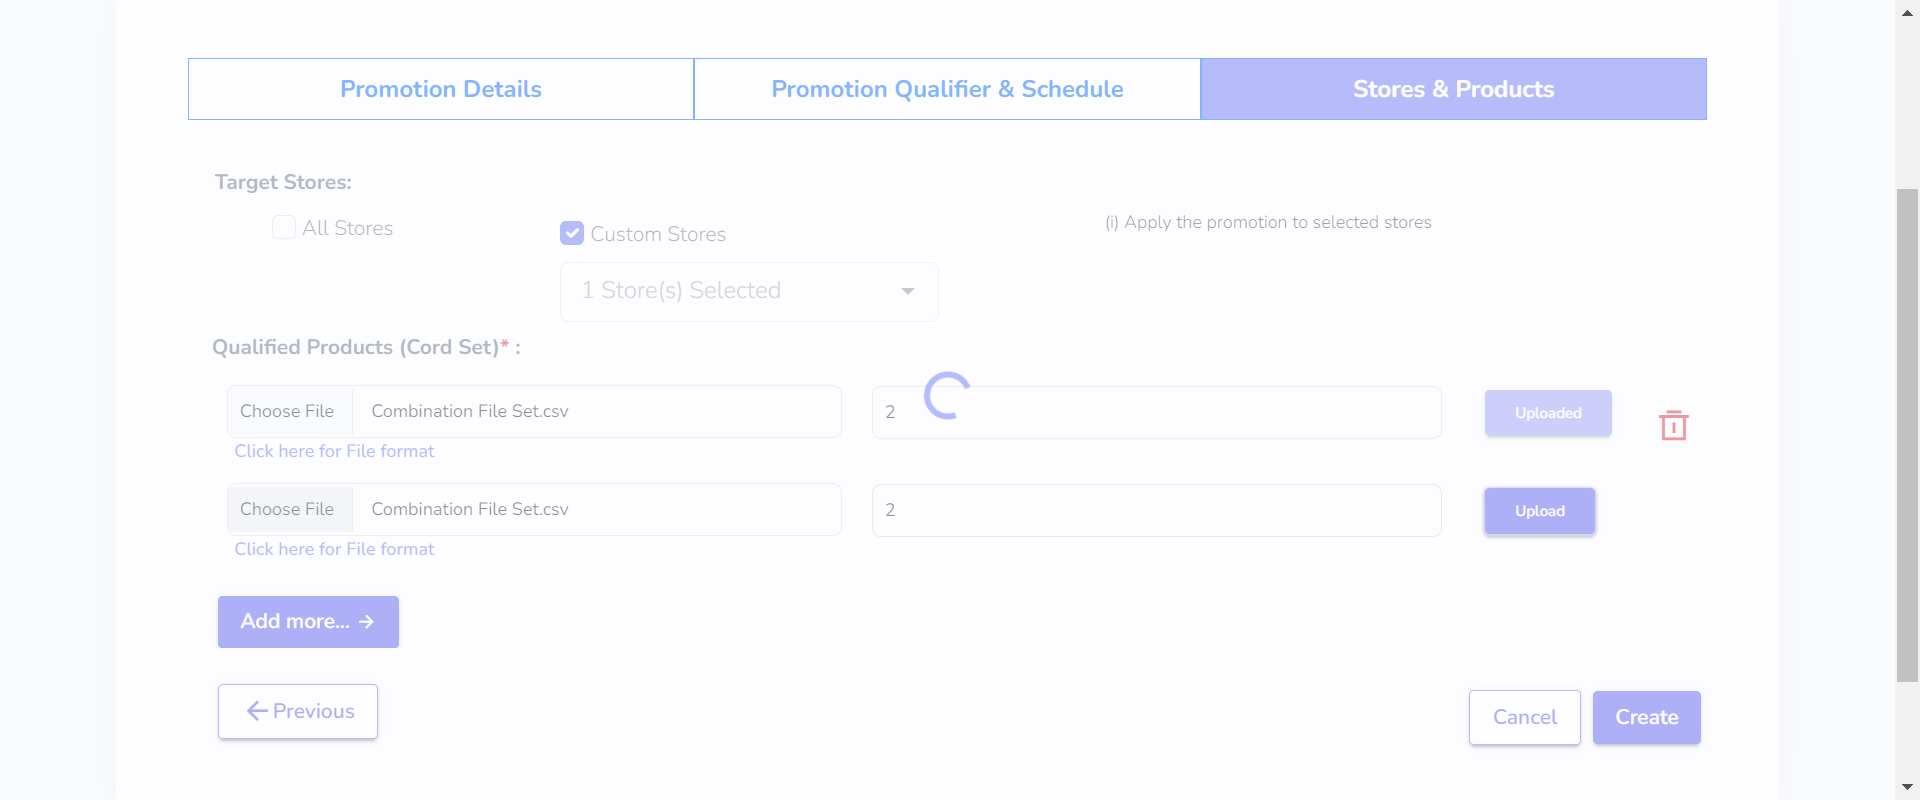 Promotion Details
Promotion Qualifier & Schedule
Stores & Products
Target Stores:
All Stores
Custom Stores
(i) Apply the promotion to selected stores
1 Store(s) Selected
Qualified Products (Cord Set)* :
Choose File
Combination File Set.csv
2
Uploaded
Click here for File format
Choose File
Combination File Set.csv
2
Upload
Click here for File format
Add more...
Previous
Cancel
Create